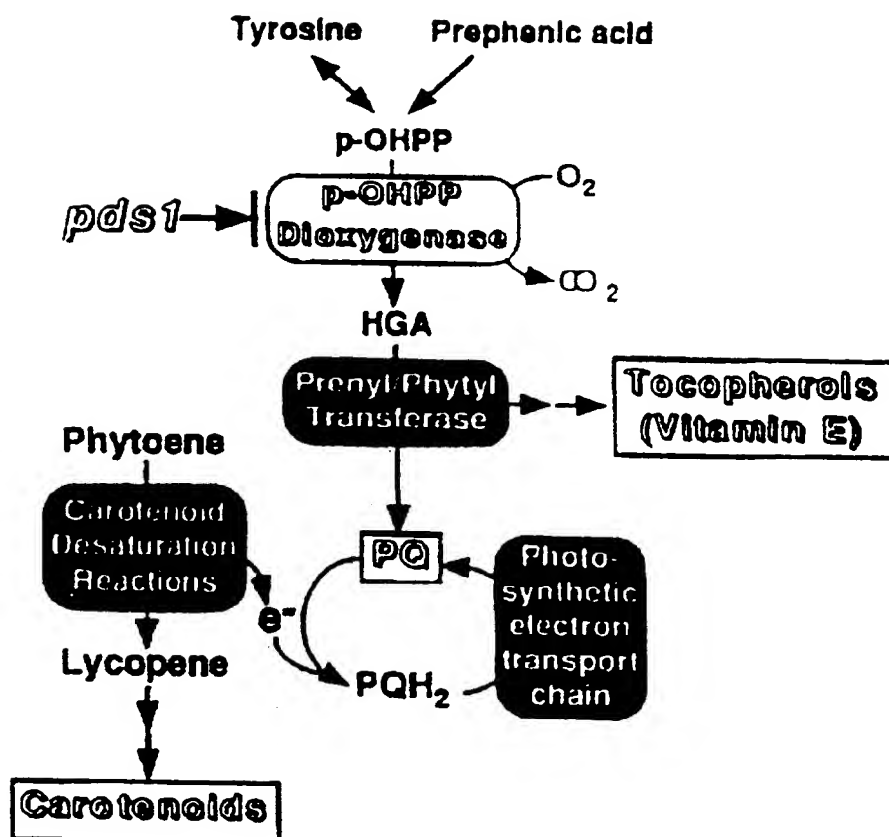 Tyrosine Prephenic acid
p-OHPP
p-OHPP
Dioxygenase
O2
pds1
CO2
HGA
Prenyl/Phytyl
Transferase
Tocopherols
(Vitamin E)
Phytoene
Carotenoid
Desaturation
Reactions
PQ
Photo-
synthetic
electron
transport
chain
e-
Lycopene
PQH2
Carotenoids